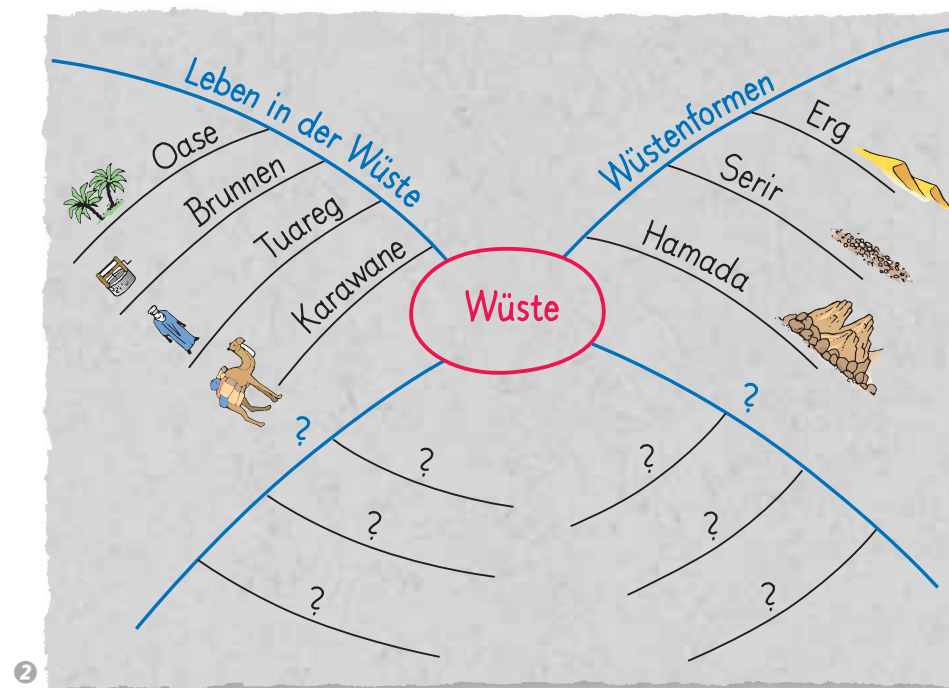 Leben in der Wüste
Oase
Brunnen
Tuareg
Karawane
Wüstenformen
Erg
Serir
Hamada
Wüste
?
?
?
?
?
?
?
?
2